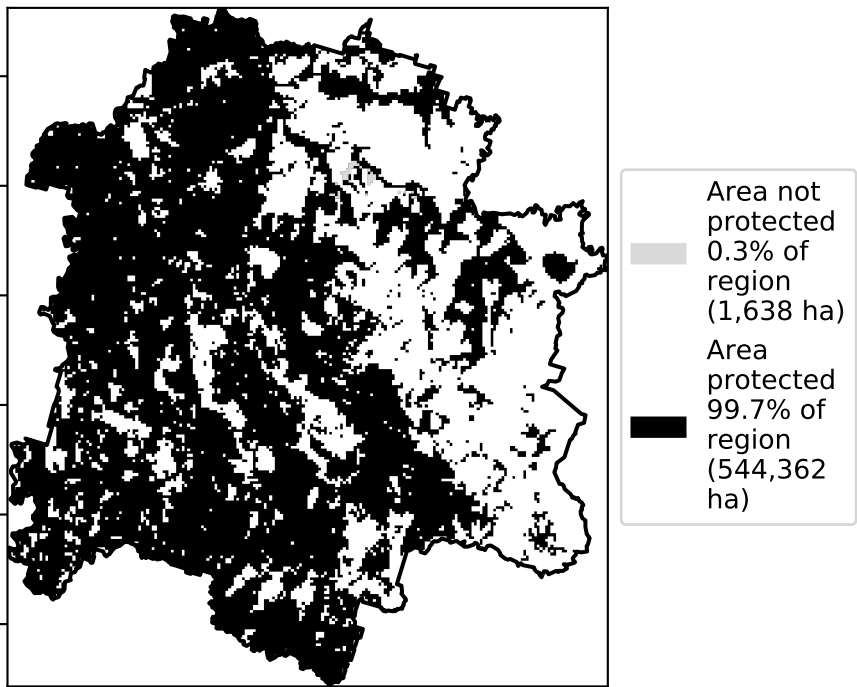 Area not
protected
0.3% of
region
(1,638 ha)
Area
protected
99.7% of
region
(544,362
ha)